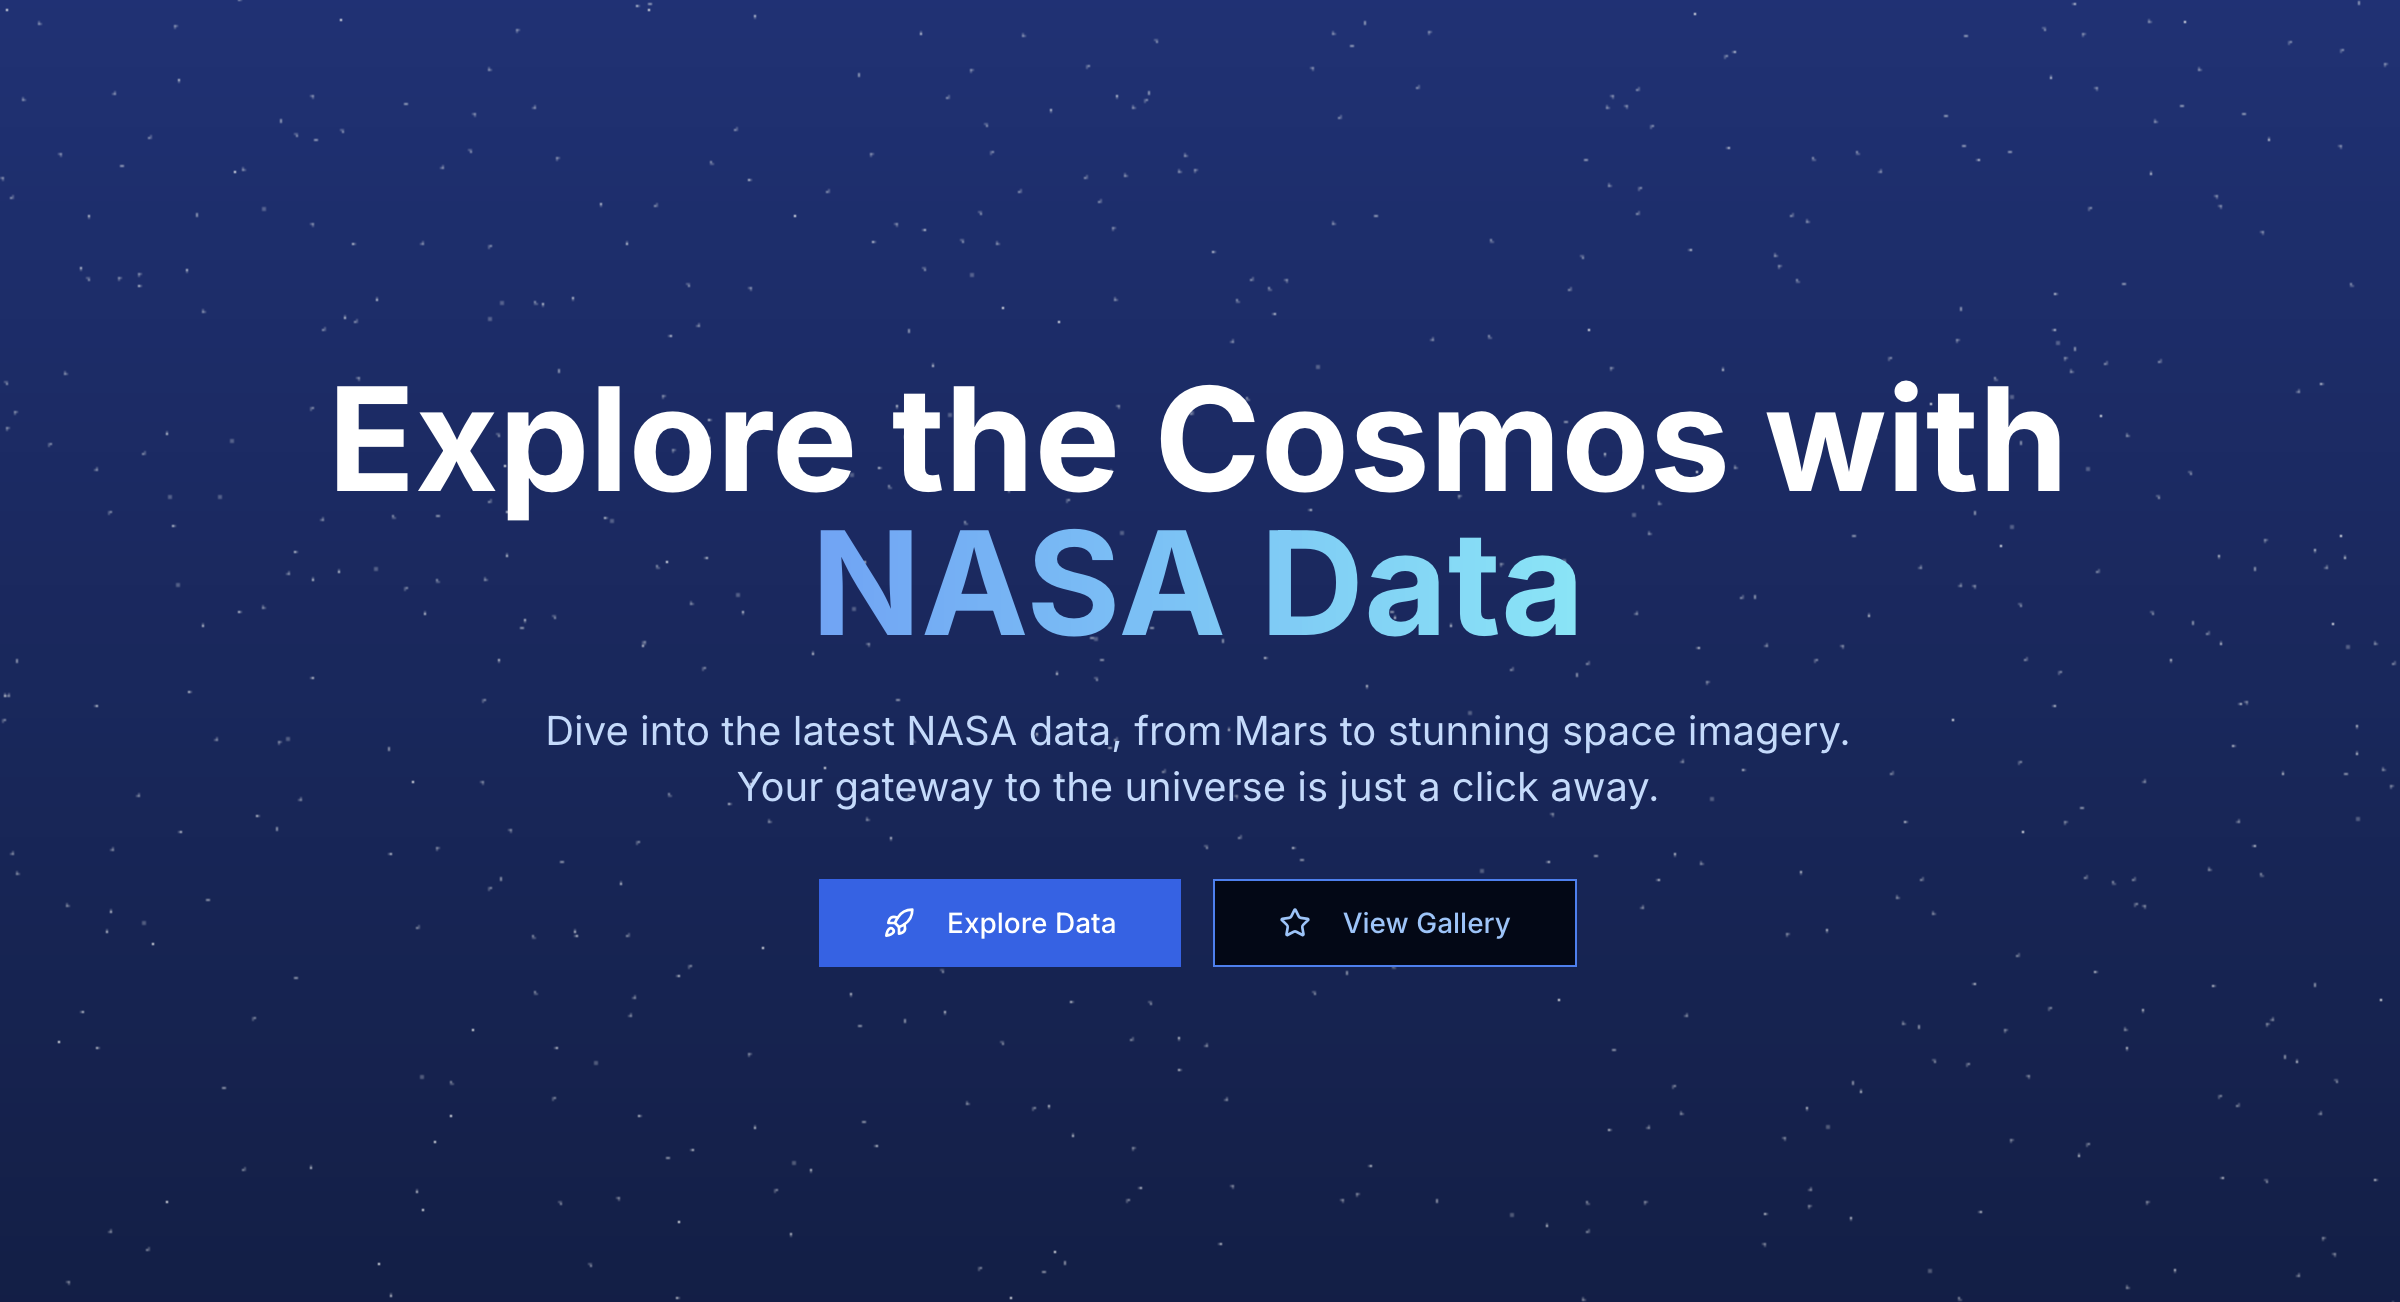 Explore the Cosmos with
NASA Data
Dive into the latest NASA data, from Mars to stunning space imagery.
Your gateway to the universe is just a click away.
Explore Data
View Gallery